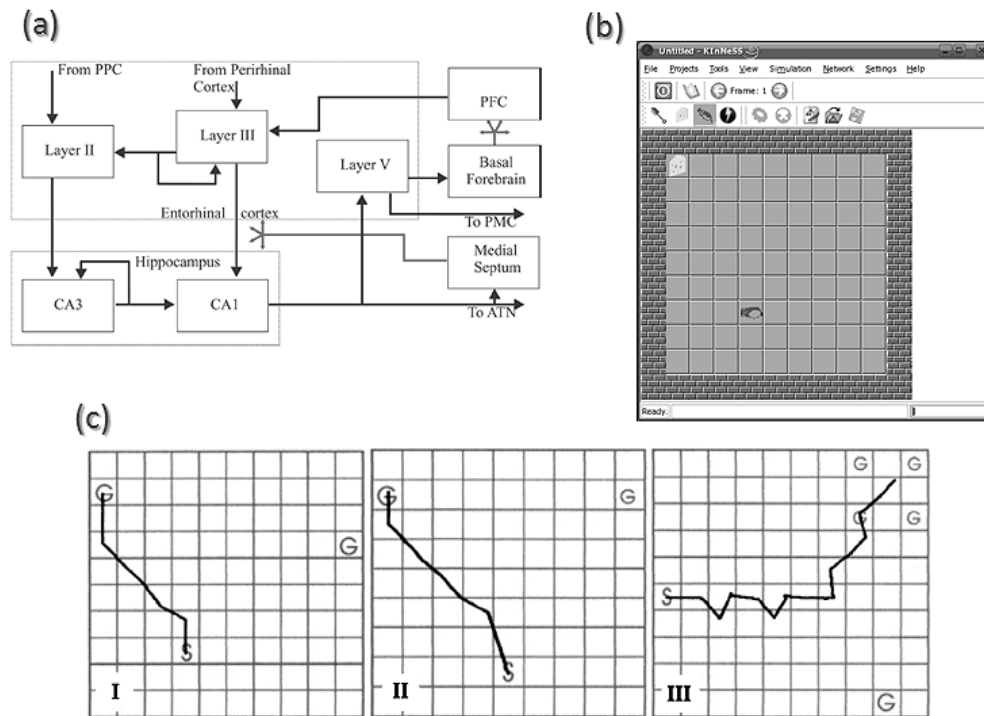 (a)
From PPC
From Perirhinal
Cortex
Layer II
Layer III
PFC
Layer V
Basal
Forebrain
Entorhinal cortex
To PMC
Hippocampus
Medial
Septum
CA3
CA1
To ATN
(b)
Untitled - KInNeSS
File Projects Tools View Simulation Network Settings Help
Frame: 1
Ready.
(c)
G
G
S
I
G
G
S
II
G
G
G
G
S
G
III